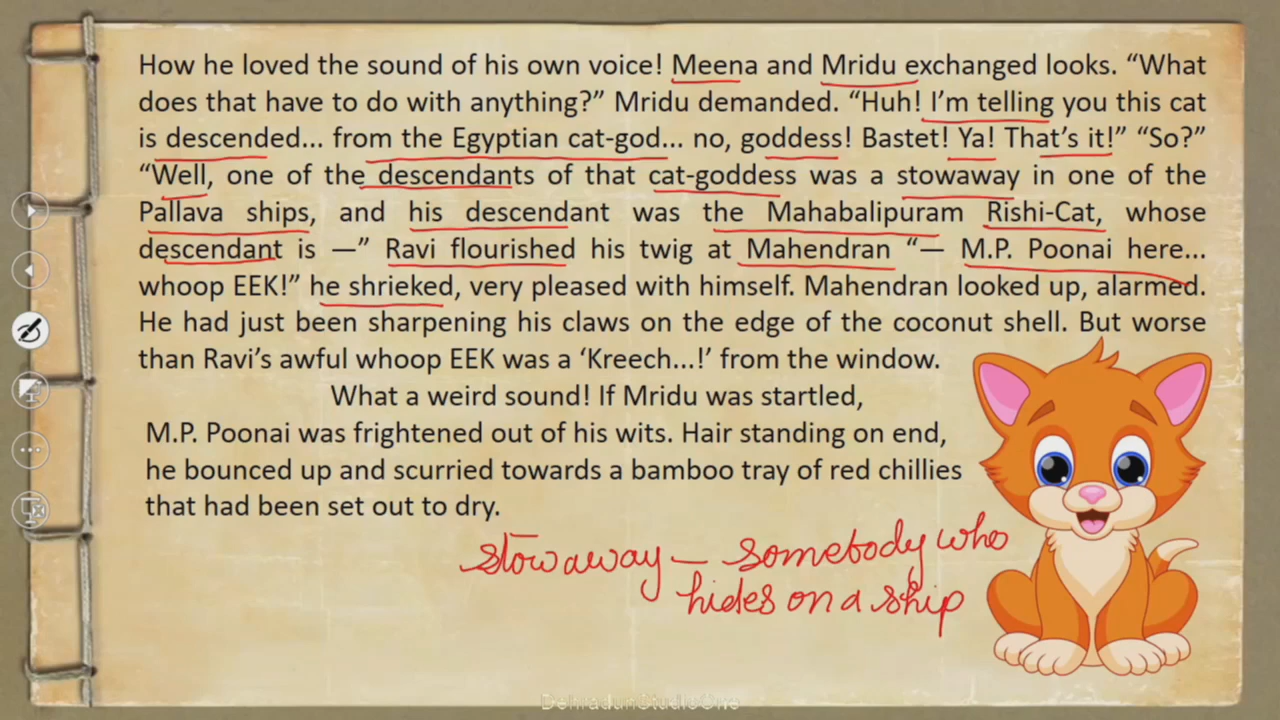 How he loved the sound of his own voice! Meena and Mridu exchanged looks. “What
does that have to do with anything?” Mridu demanded. “Huh! I’m telling you this cat
is descended... from the Egyptian cat-god... no, goddess! Bastet! Ya! That’s it!” “So?”
“Well, one of the descendants of that cat-goddess was a stowaway in one of the
Pallava ships, and his descendant was the Mahabalipuram Rishi-Cat, whose
descendant is —” Ravi flourished his twig at Mahendran “— M.P. Poonai here...
whoop EEK!” he shrieked, very pleased with himself. Mahendran looked up, alarmed.
He had just been sharpening his claws on the edge of the coconut shell. But worse
than Ravi’s awful whoop EEK was a ‘Kreech...!’ from the window.
What a weird sound! If Mridu was startled,
M.P. Poonai was frightened out of his wits. Hair standing on end,
he bounced up and scurried towards a bamboo tray of red chillies
that had been set out to dry.
stowaway — somebody who
hides on a ship
DehradunStudioOne